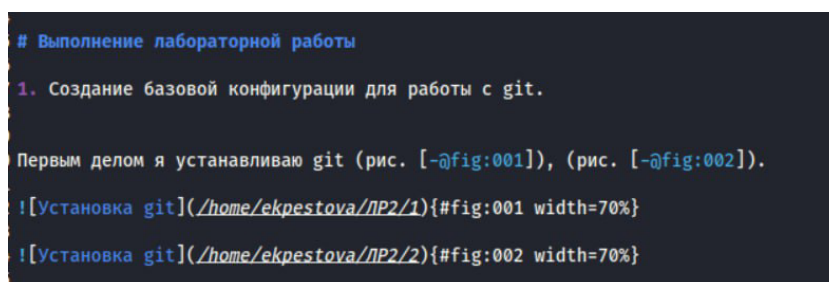 # Выполнение лабораторной работы
1. Создание базовой конфигурации для работы с git.
Первым делом я устанавливаю git (рис. [-@fig:001]), (рис. [-@fig:002]).
![Установка git](/home/ekpestova/ЛР2/1){#fig:001 width=70%}
![Установка git](/home/ekpestova/ЛР2/2){#fig:002 width=70%}